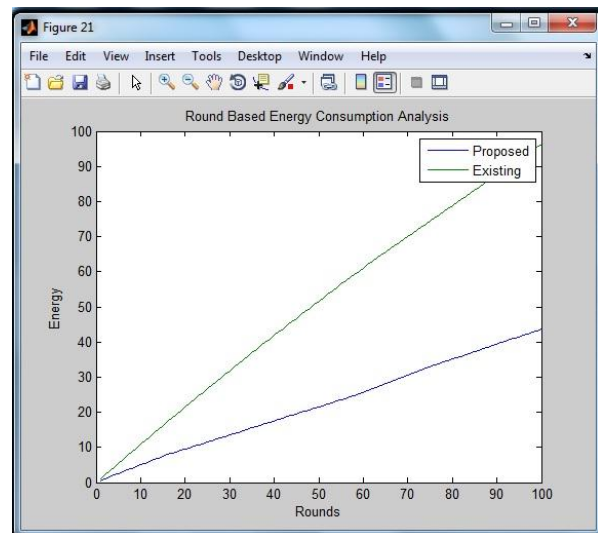 Figure 21
File Edit View Insert Tools Desktop Window Help
Round Based Energy Consumption Analysis
Proposed
Existing
100
90
80
70
60
50
40
30
20
10
0
Energy
0 10 20 30 40 50 60 70 80 90 100
Rounds